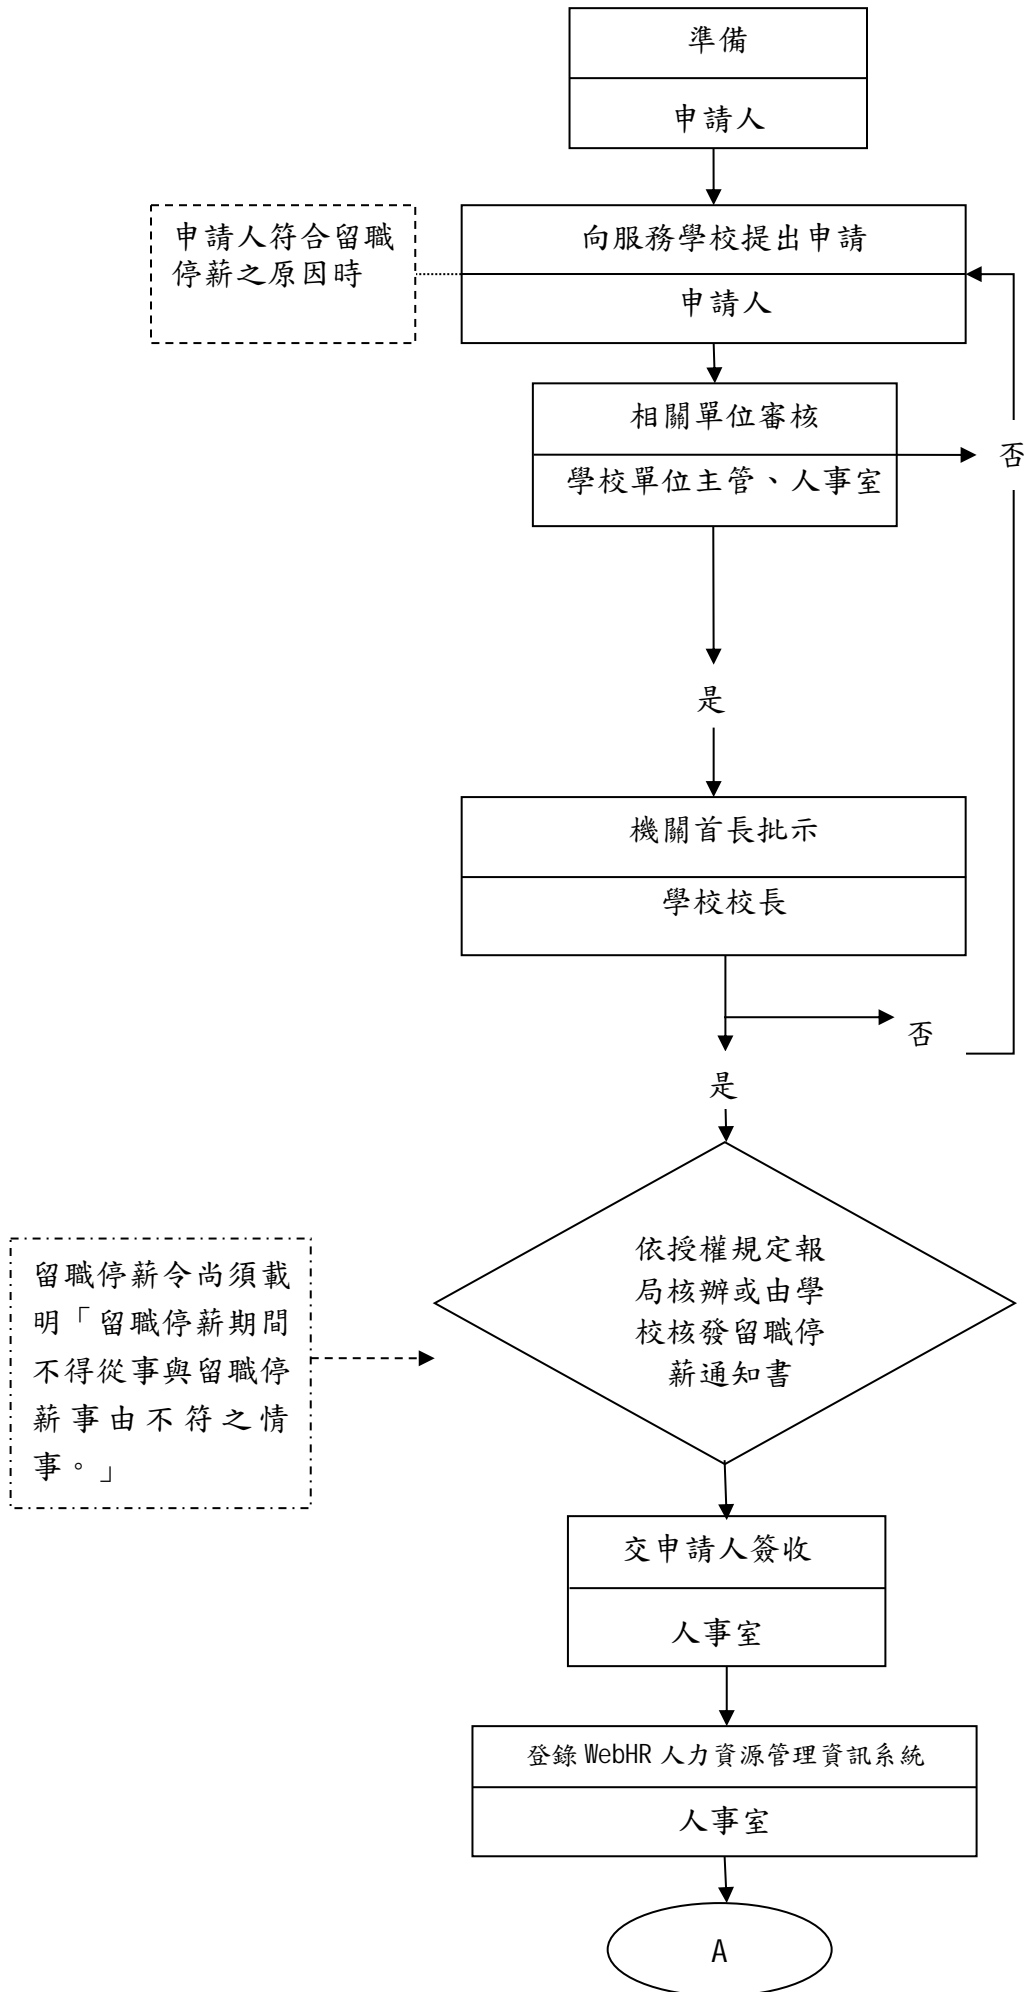 準備
申請人
申請人符合留職
停薪之原因時
向服務學校提出申請
申請人
相關單位審核
學校單位主管、人事室
否
是
機關首長批示
學校校長
否
是
依授權規定報
局核辦或由學
校核發留職停
薪通知書
留職停薪令尚須載
明「留職停薪期間
不得從事與留職停
薪事由不符之情
事。」
交申請人簽收
人事室
登錄 WebHR 人力資源管理資訊系統
人事室
A